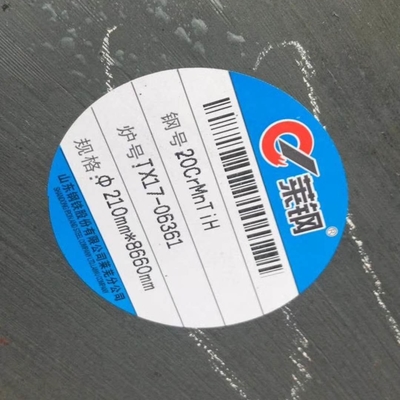 莱钢®
钢号 20CrMnTiH
炉号 TX17-06361
规格: Φ 210mm*8660mm
山东钢铁股份有限公司莱芜分公司